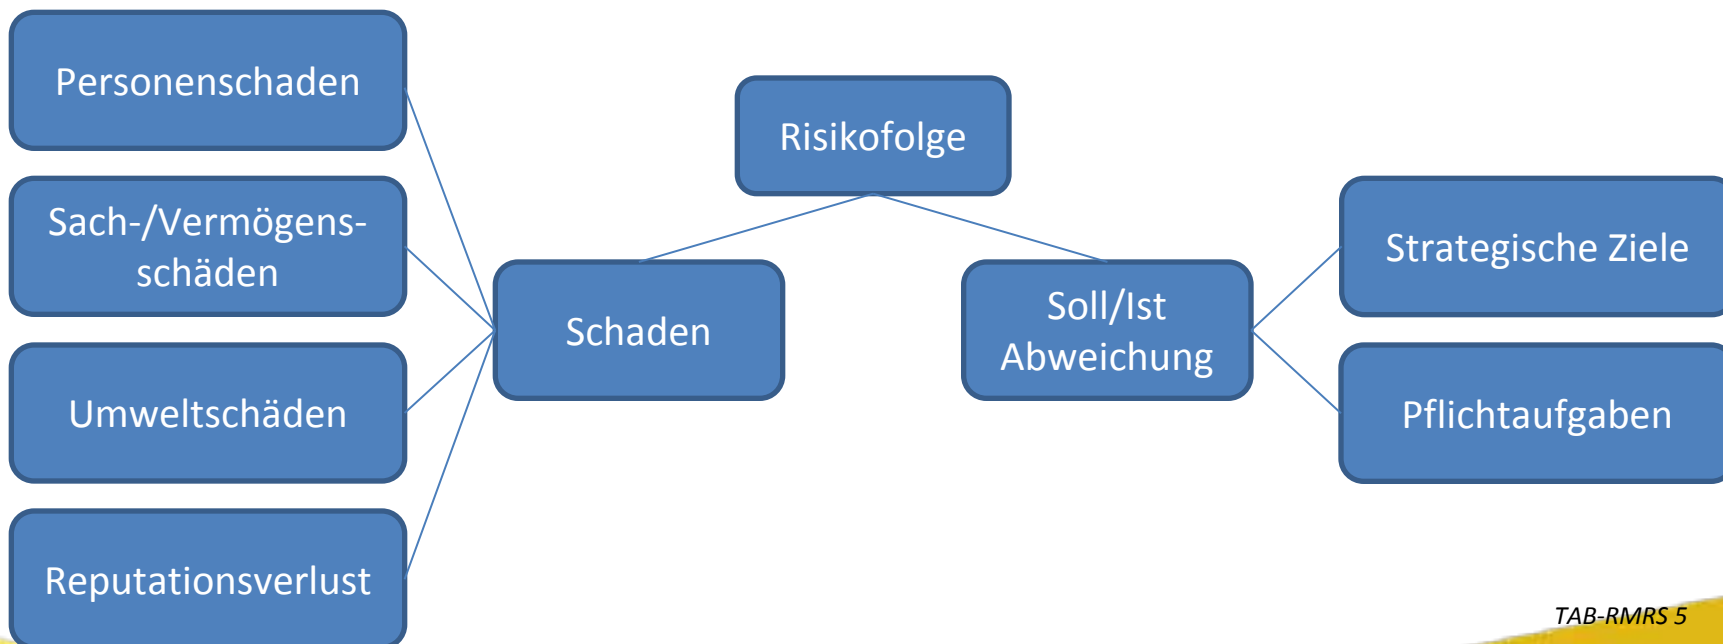 Personenschaden
Sach-/Vermögens-
schäden
Umweltschäden
Reputationsverlust
Risikofolge
Schaden
Soll/Ist
Abweichung
Strategische Ziele
Pflichtaufgaben
TAB-RMRS 5